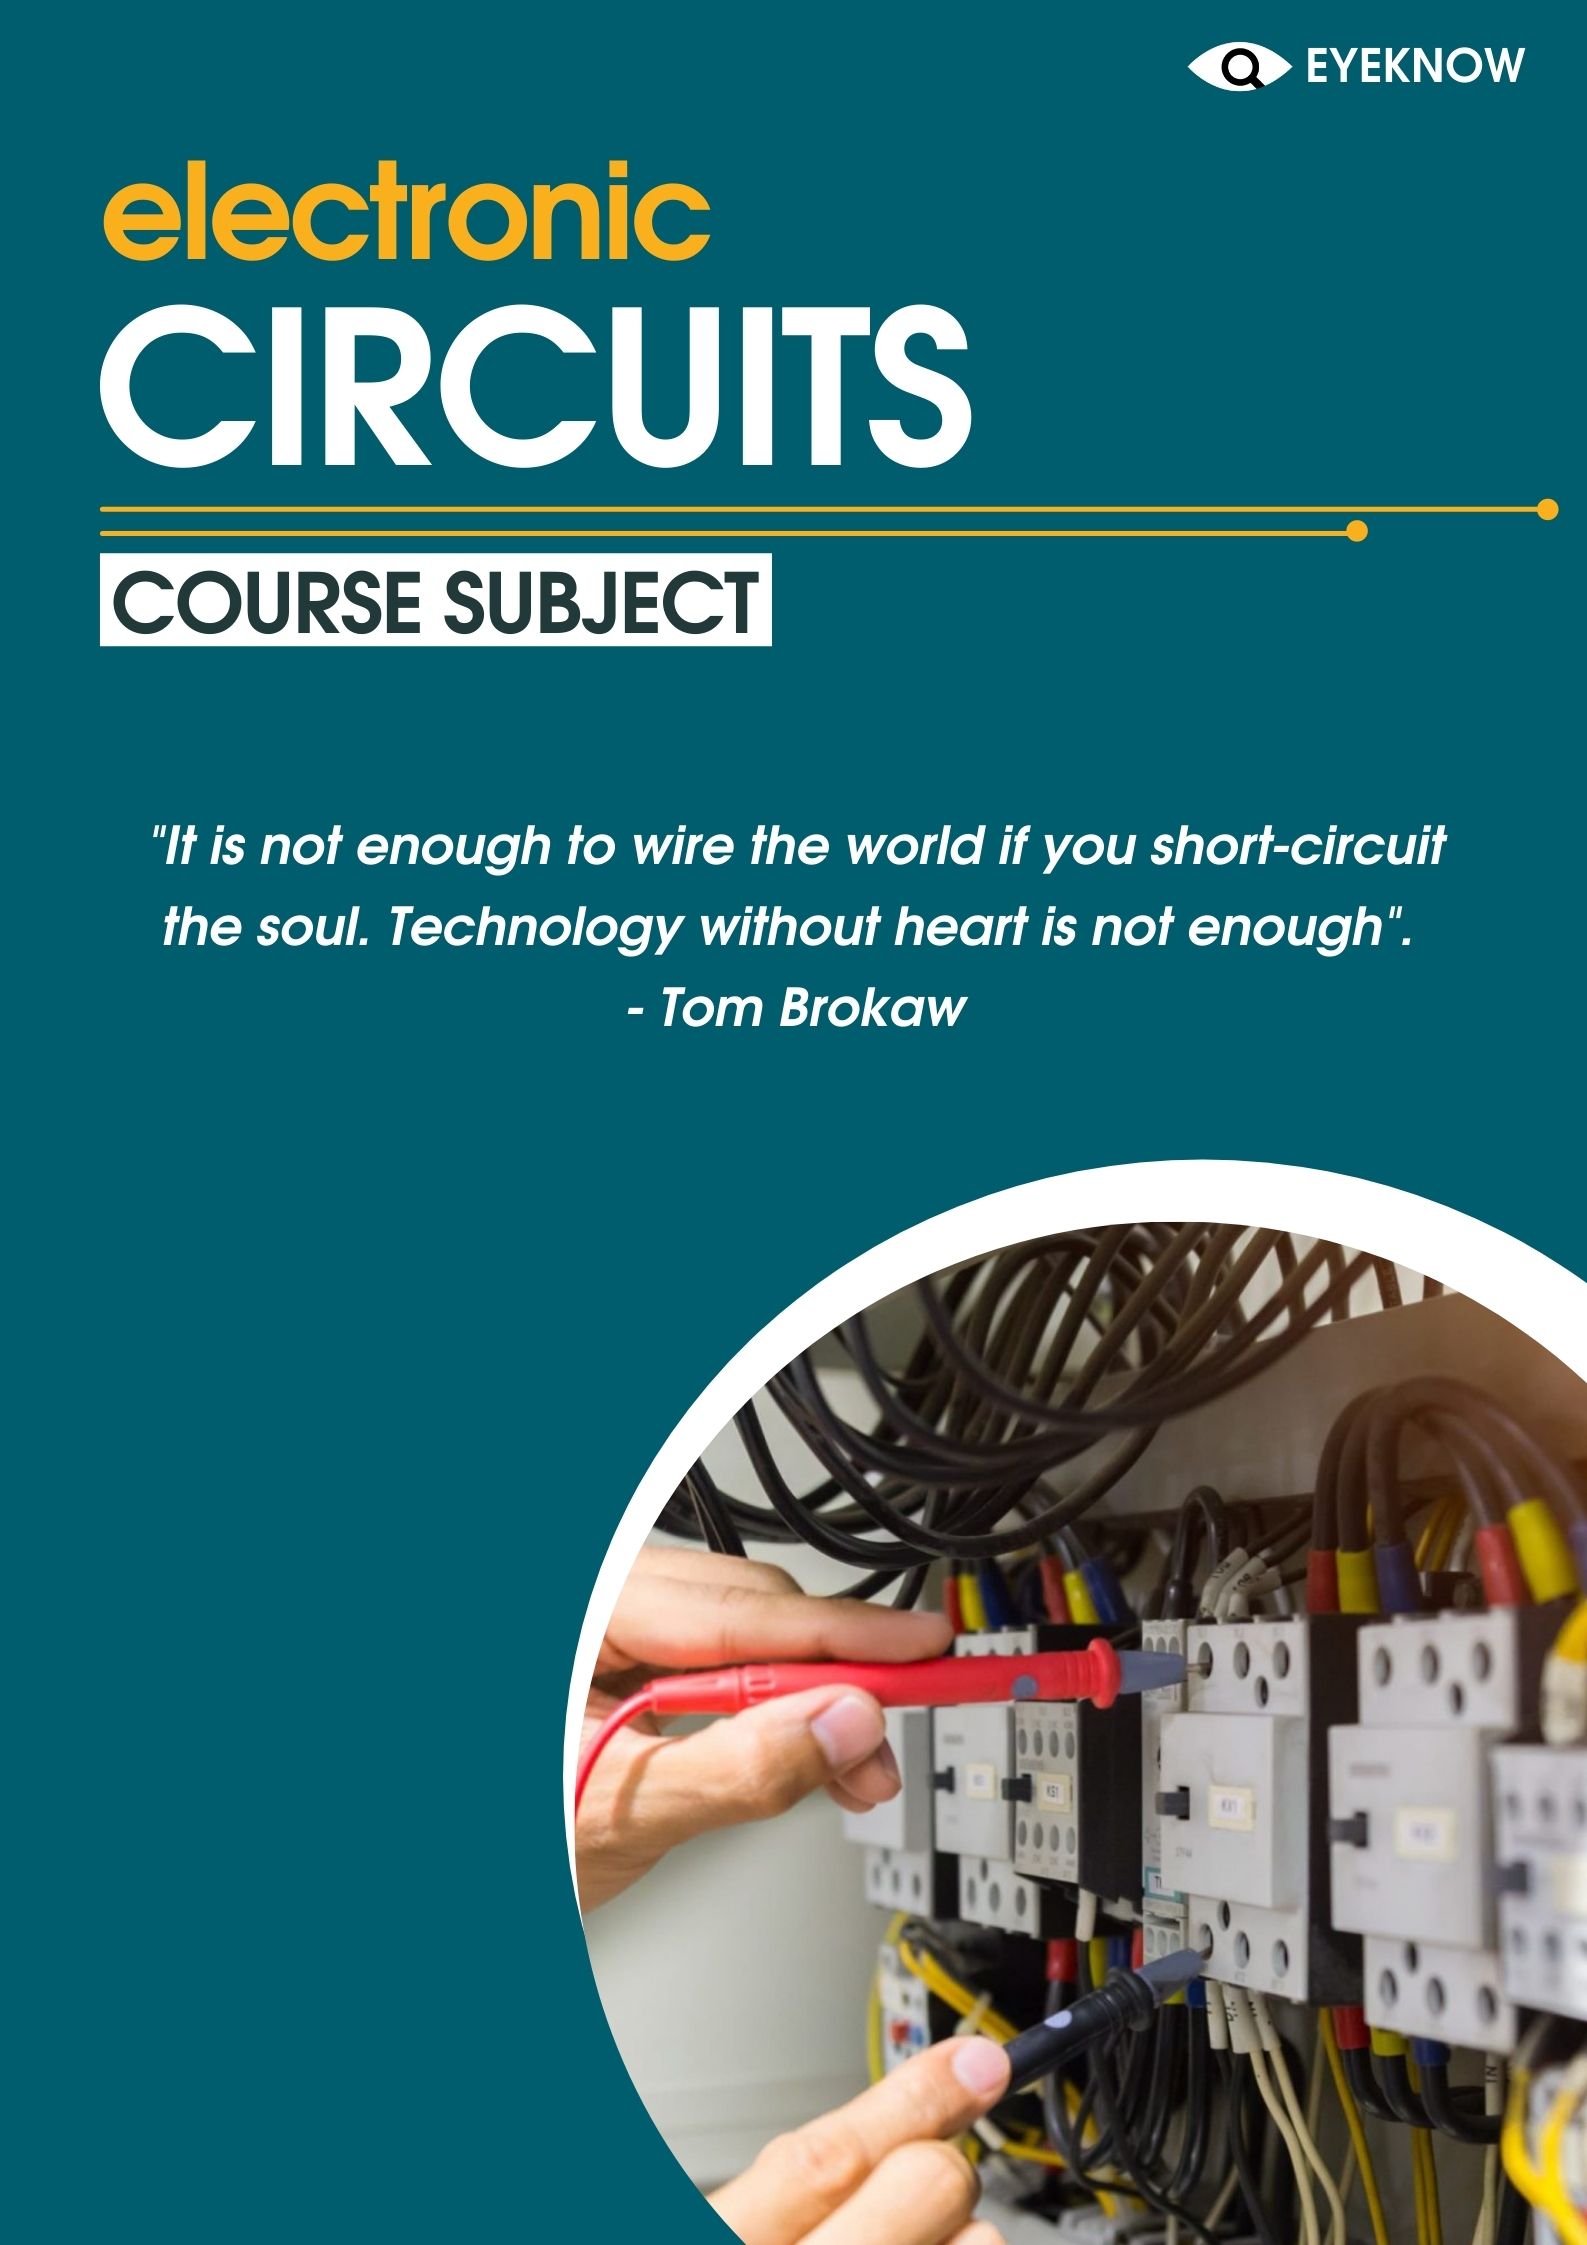 EYEKNOW
electronic
CIRCUITS
COURSE SUBJECT
"It is not enough to wire the world if you short-circuit
the soul. Technology without heart is not enough".
- Tom Brokaw